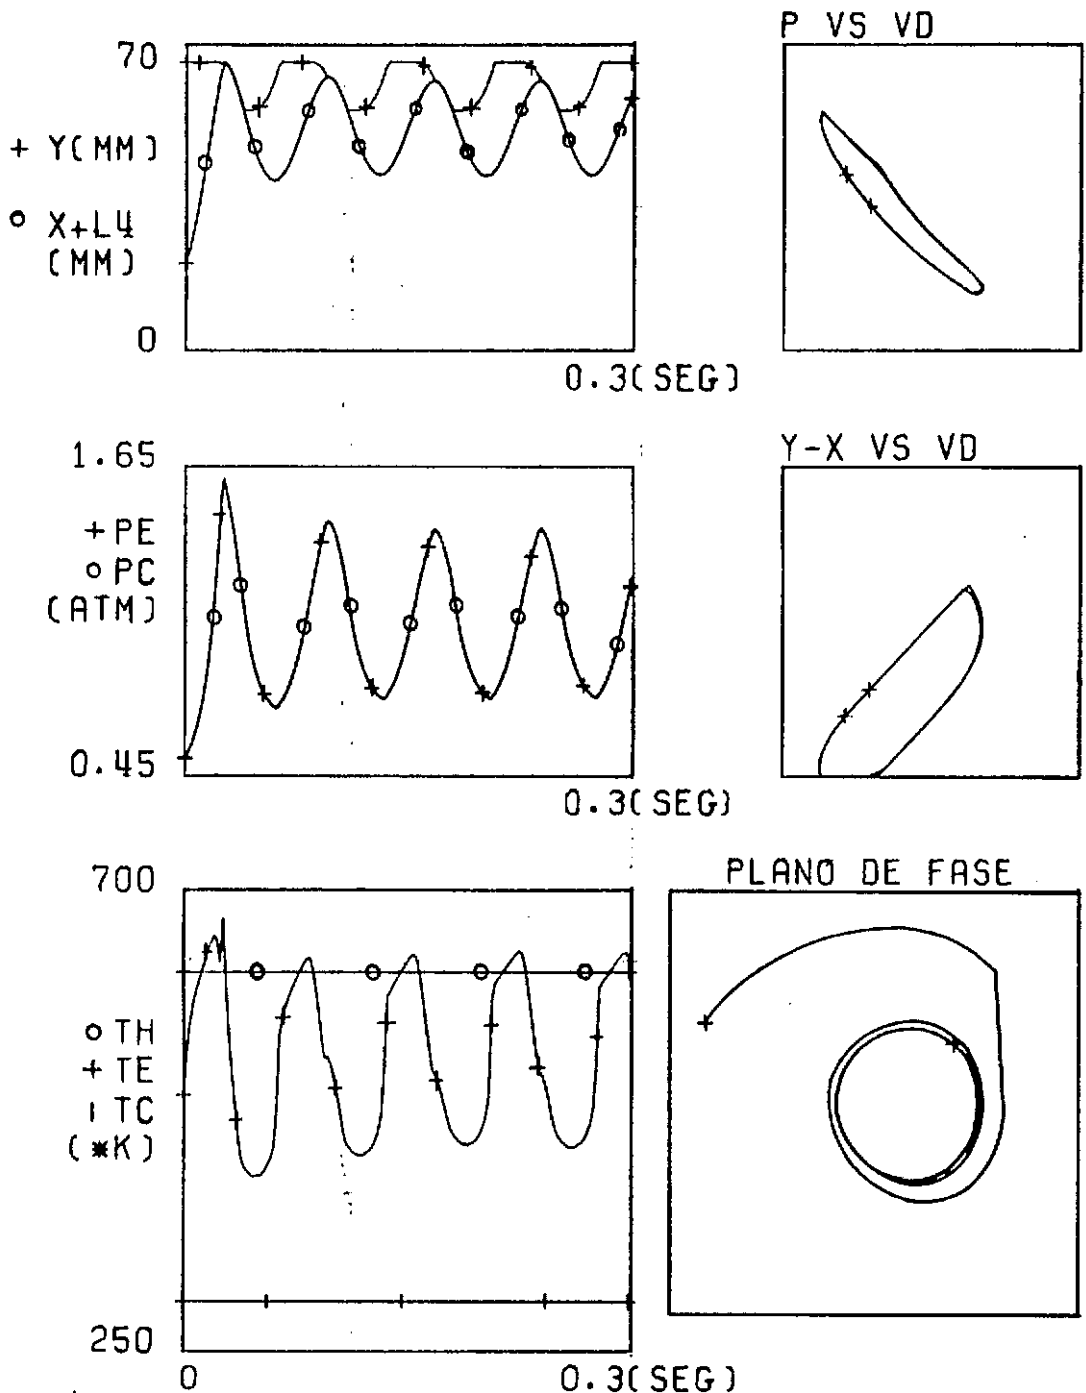 P VS VD
70
+ Y(MM)
o X+L4
(MM)
0
0.3(SEG)
1.65
Y-X VS VD
+ PE
o PC
(ATM)
0.45
0.3(SEG)
700
PLANO DE FASE
o TH
+ TE
ı TC
(*K)
250
0
0.3(SEG)